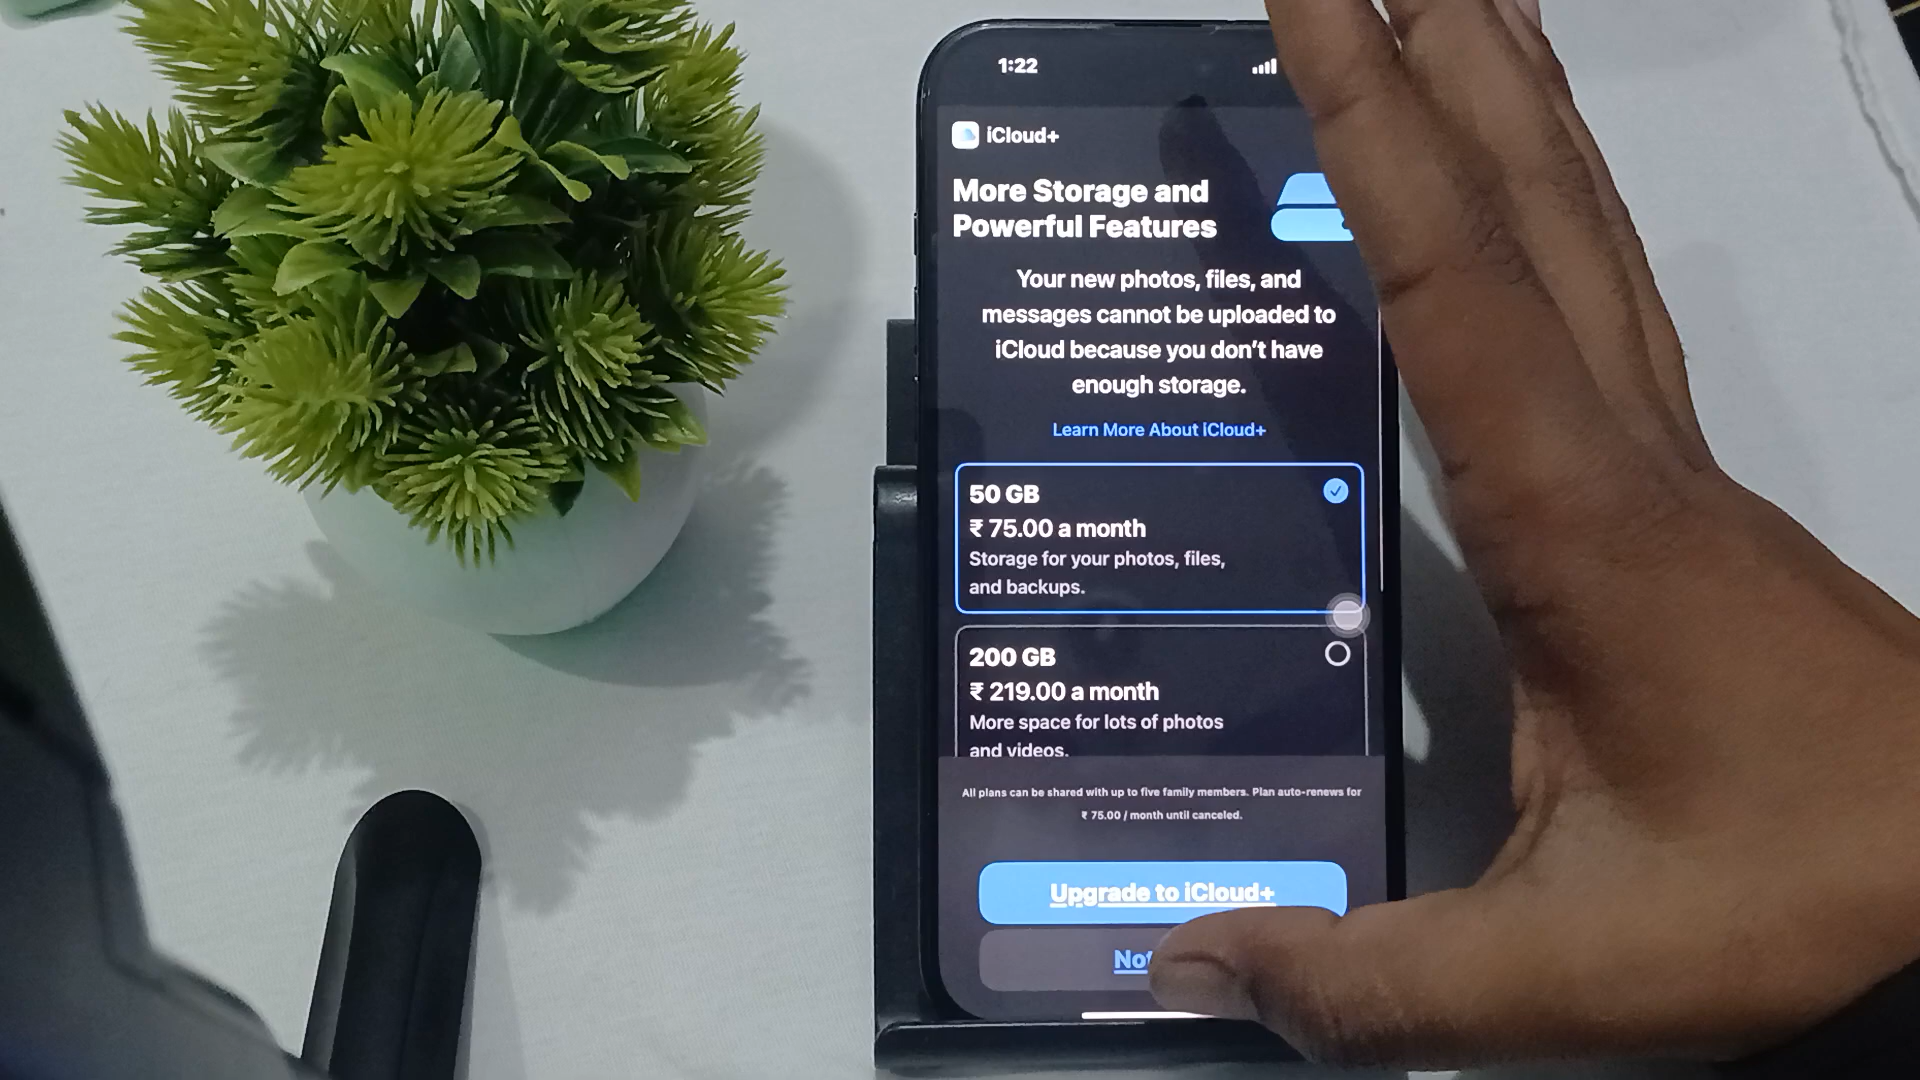 1:22
iCloud+
More Storage and
Powerful Features
Your new photos, files, and
messages cannot be uploaded to
iCloud because you don't have
enough storage.
Learn More About iCloud+
50 GB
₹ 75.00 a month
Storage for your photos, files,
and backups.
200 GB
₹ 219.00 a month
More space for lots of photos
and videos.
All plans can be shared with up to five family members. Plan auto-renews for
₹ 75.00 / month until canceled.
Upgrade to iCloud+
Not